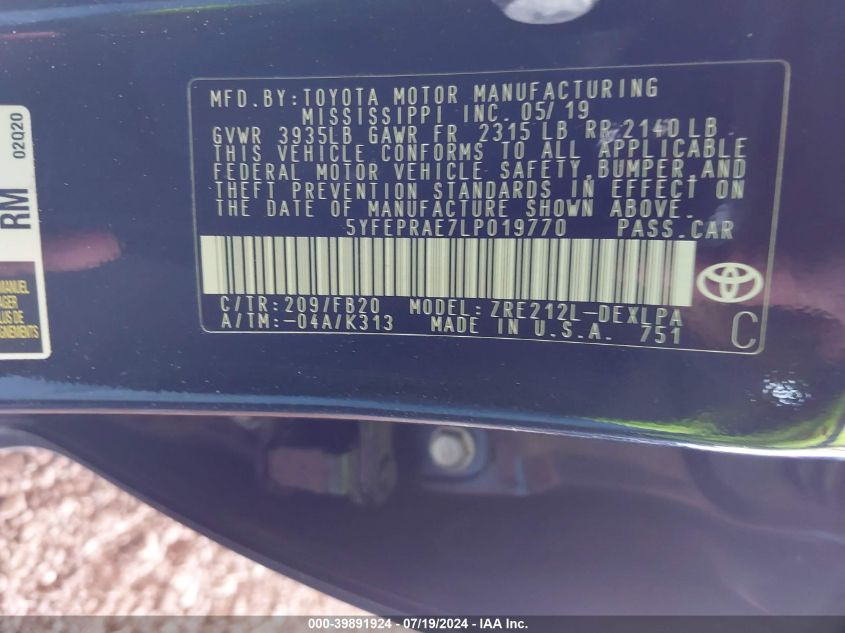 MFD. BY: TOYOTA MOTOR MANUFACTURING
MISSISSIPPI INC. 05/19
GVWR 3935LB GAWR FR 2315 LB RR 2140 LB
THIS VEHICLE CONFORMS TO ALL APPLICABLE
FEDERAL MOTOR VEHICLE SAFETY, BUMPER, AND
THEFT PREVENTION STANDARDS IN EFFECT ON
THE DATE OF MANUFACTURE SHOWN ABOVE.
5YFEPRAE7LP019770 PASS. CAR
C/TR: 209/FB20 MODEL: ZRE212L-DEXLPA
A/TM: -04A/K313 MADE IN U.S.A. 751
C
02020
RM
MANUEL
PLUS DE
000-39891924 - 07/19/2024 - IAA Inc.